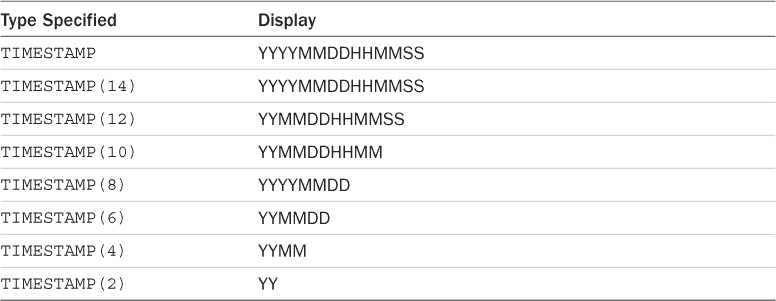 Type Specified Display
TIMESTAMP YYYYMMDDHHMMSS
TIMESTAMP(14) YYYYMMDDHHMMSS
TIMESTAMP(12) YYMMDDHHMMSS
TIMESTAMP(10) YYMMDDHHMM
TIMESTAMP(8) YYYYMMDD
TIMESTAMP(6) YYMMDD
TIMESTAMP(4) YYMM
TIMESTAMP(2) YY